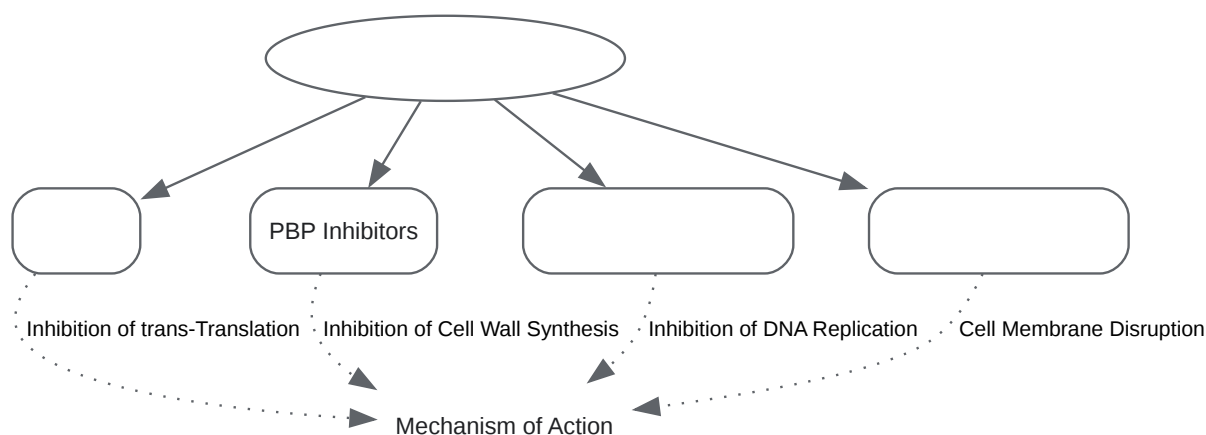 PBP Inhibitors
Inhibition of trans-Translation
Inhibition of Cell Wall Synthesis
Inhibition of DNA Replication
Cell Membrane Disruption
Mechanism of Action